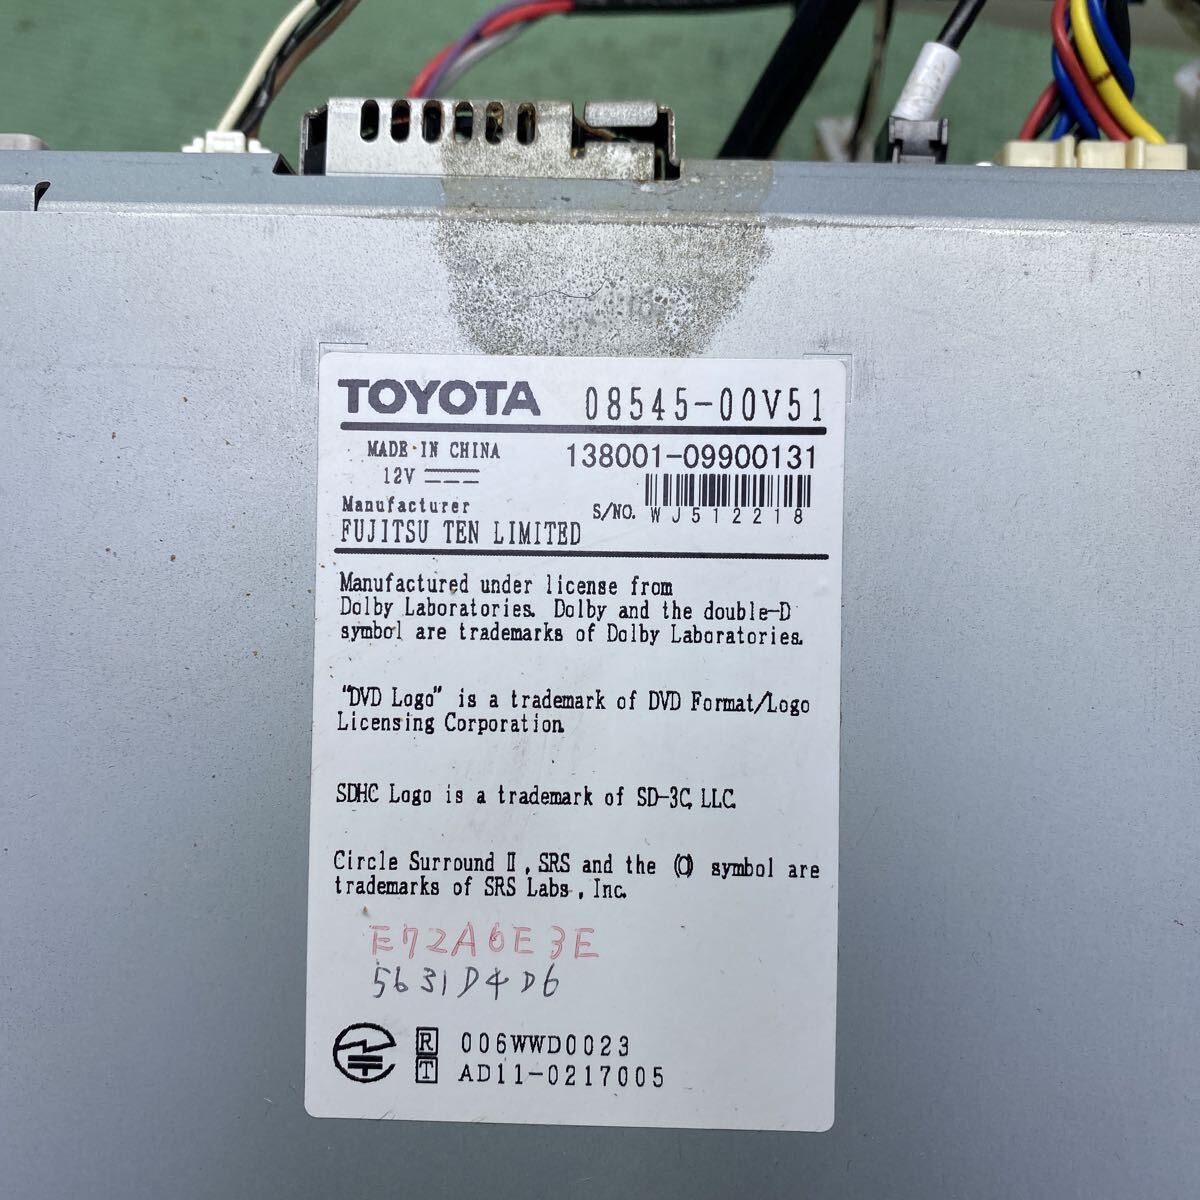 TOYOTA 08545-00V51
MADE IN CHINA 138001-09900131
12V
Manufacturer S/NO. WJ512218
FUJITSU TEN LIMITED
Manufactured under license from
Dolby Laboratories. Dolby and the double-D
symbol are trademarks of Dolby Laboratories.
"DVD Logo" is a trademark of DVD Format/Logo
Licensing Corporation.
SDHC Logo is a trademark of SD-3C, LLC.
Circle Surround Ⅱ, SRS and the symbol are
trademarks of SRS Labs, Inc.
E72A6E3E
5631D4D6
R 006WWD0023
T AD11-0217005